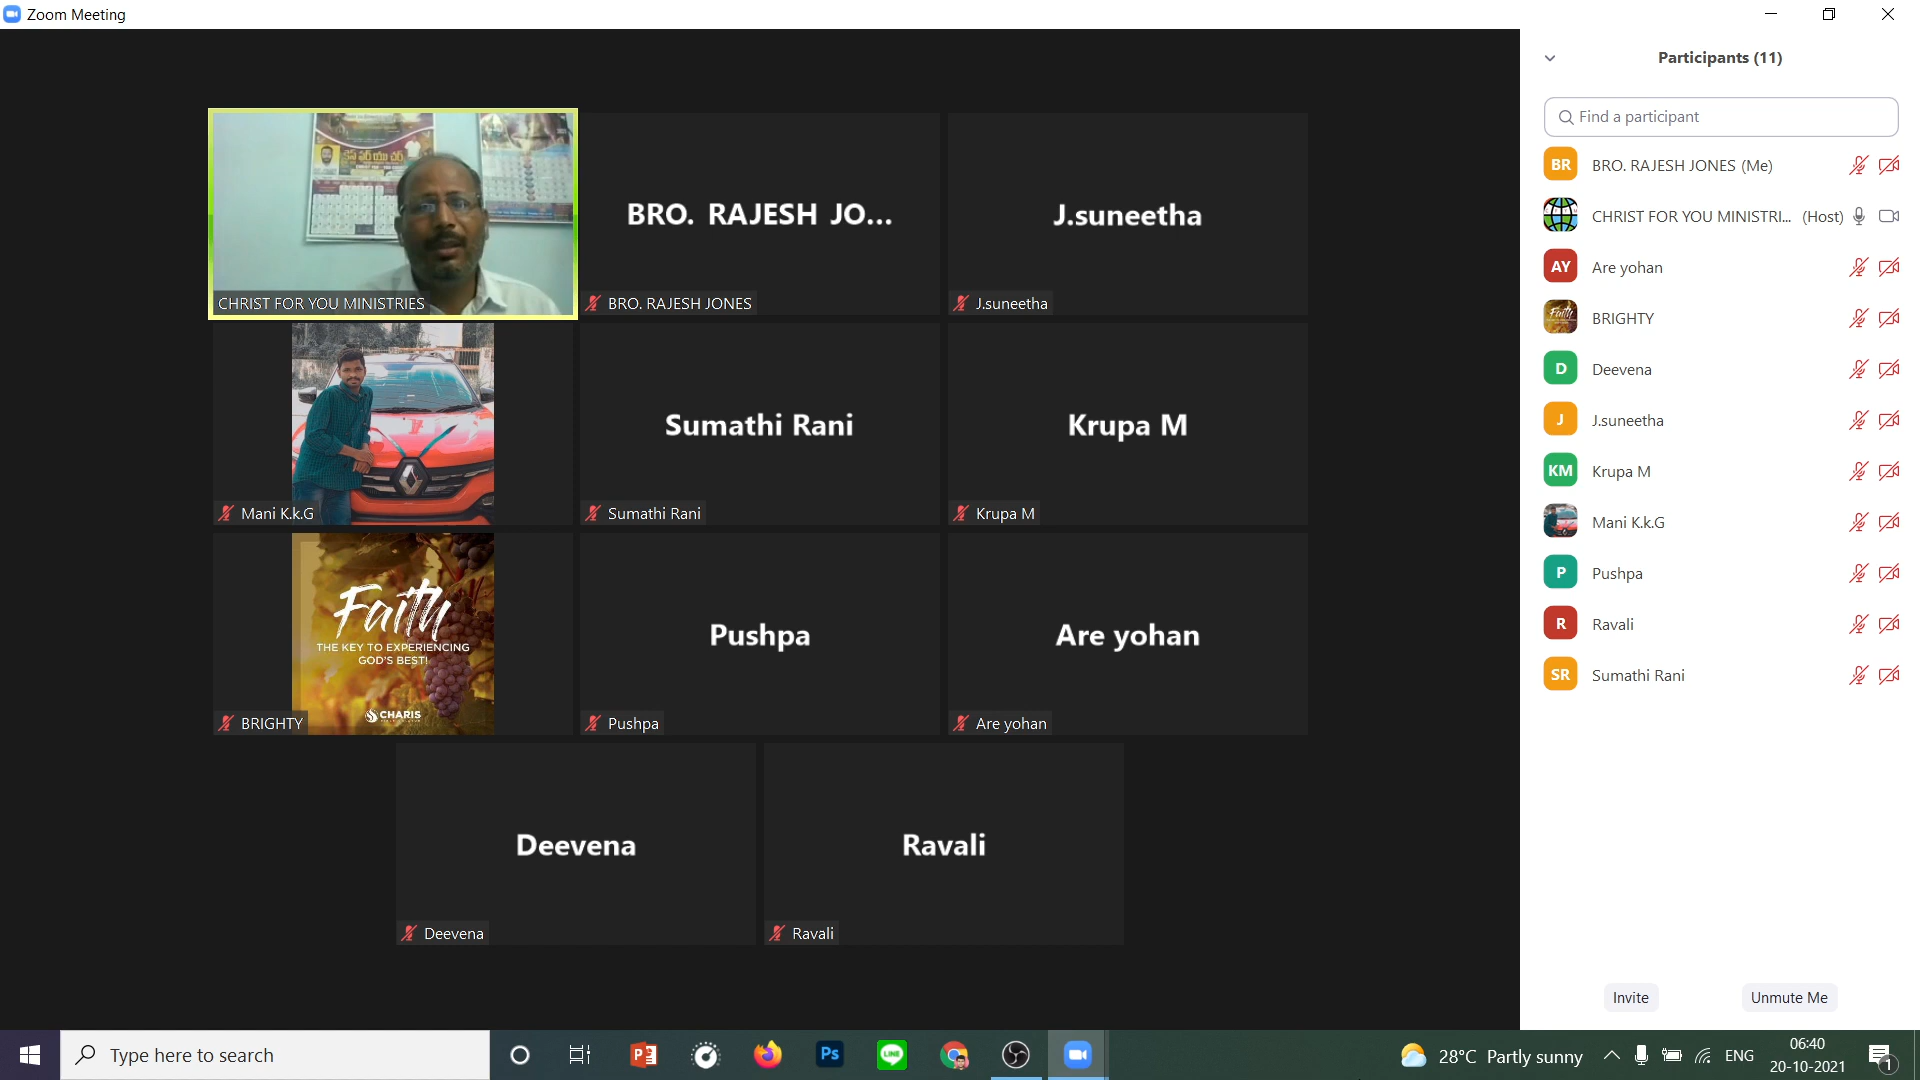 Zoom Meeting
CHRIST FOR YOU MINISTRIES
BRO. RAJESH JO...
BRO. RAJESH JONES
J.suneetha
J.suneetha
Mani K.k.G
Sumathi Rani
Sumathi Rani
Krupa M
Krupa M
Faith
THE KEY TO EXPERIENCING
GOD'S BEST!
CHARIS
BRIGHTY
Pushpa
Pushpa
Are yohan
Are yohan
Deevena
Deevena
Ravali
Ravali
Participants (11)
Find a participant
BR BRO. RAJESH JONES (Me)
CHRIST FOR YOU MINISTRI... (Host)
AY Are yohan
BRIGHTY
D Deevena
J J.suneetha
KM Krupa M
Mani K.k.G
P Pushpa
R Ravali
SR Sumathi Rani
Invite
Unmute Me
Type here to search
Ps
LINE
28°C Partly sunny
ENG
06:40
20-10-2021
1